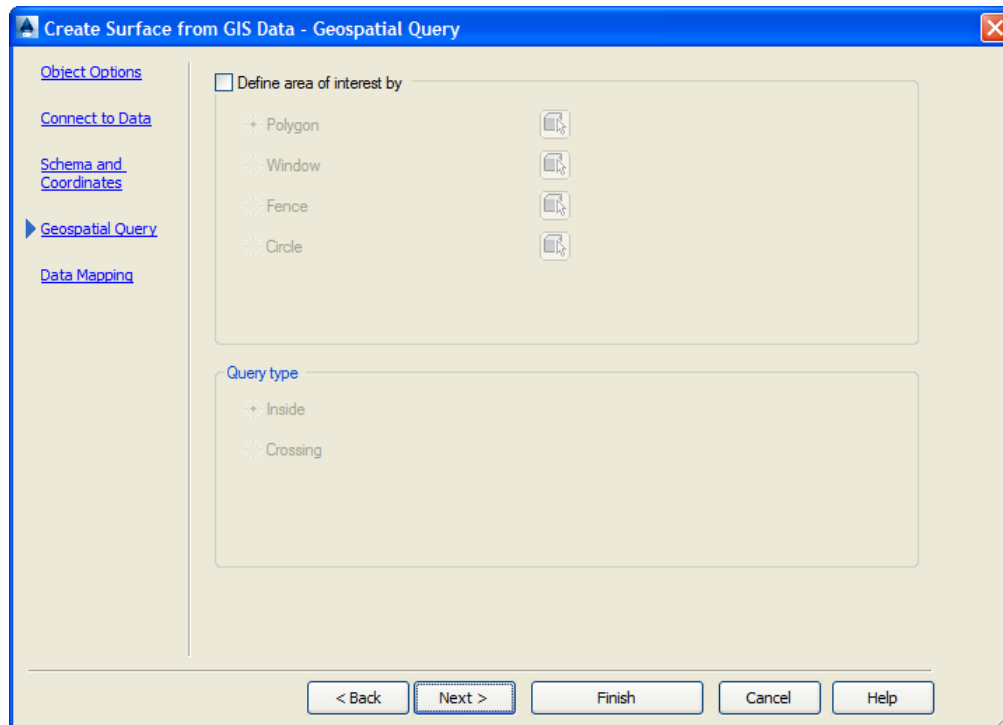 Create Surface from GIS Data - Geospatial Query
Object Options
Connect to Data
Schema and
Coordinates
Geospatial Query
Data Mapping
Define area of interest by
Polygon
Window
Fence
Circle
Query type
Inside
Crossing
< Back
Next >
Finish
Cancel
Help